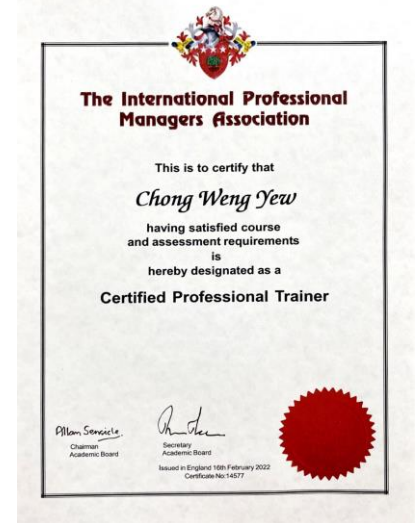 The International Professional
Managers Association
This is to certify that
Chong Weng Yew
having satisfied course
and assessment requirements
is
hereby designated as a
Certified Professional Trainer
Chairman
Academic Board
Secretary
Academic Board
Issued in England 16th February 2022
Certificate No: 14577